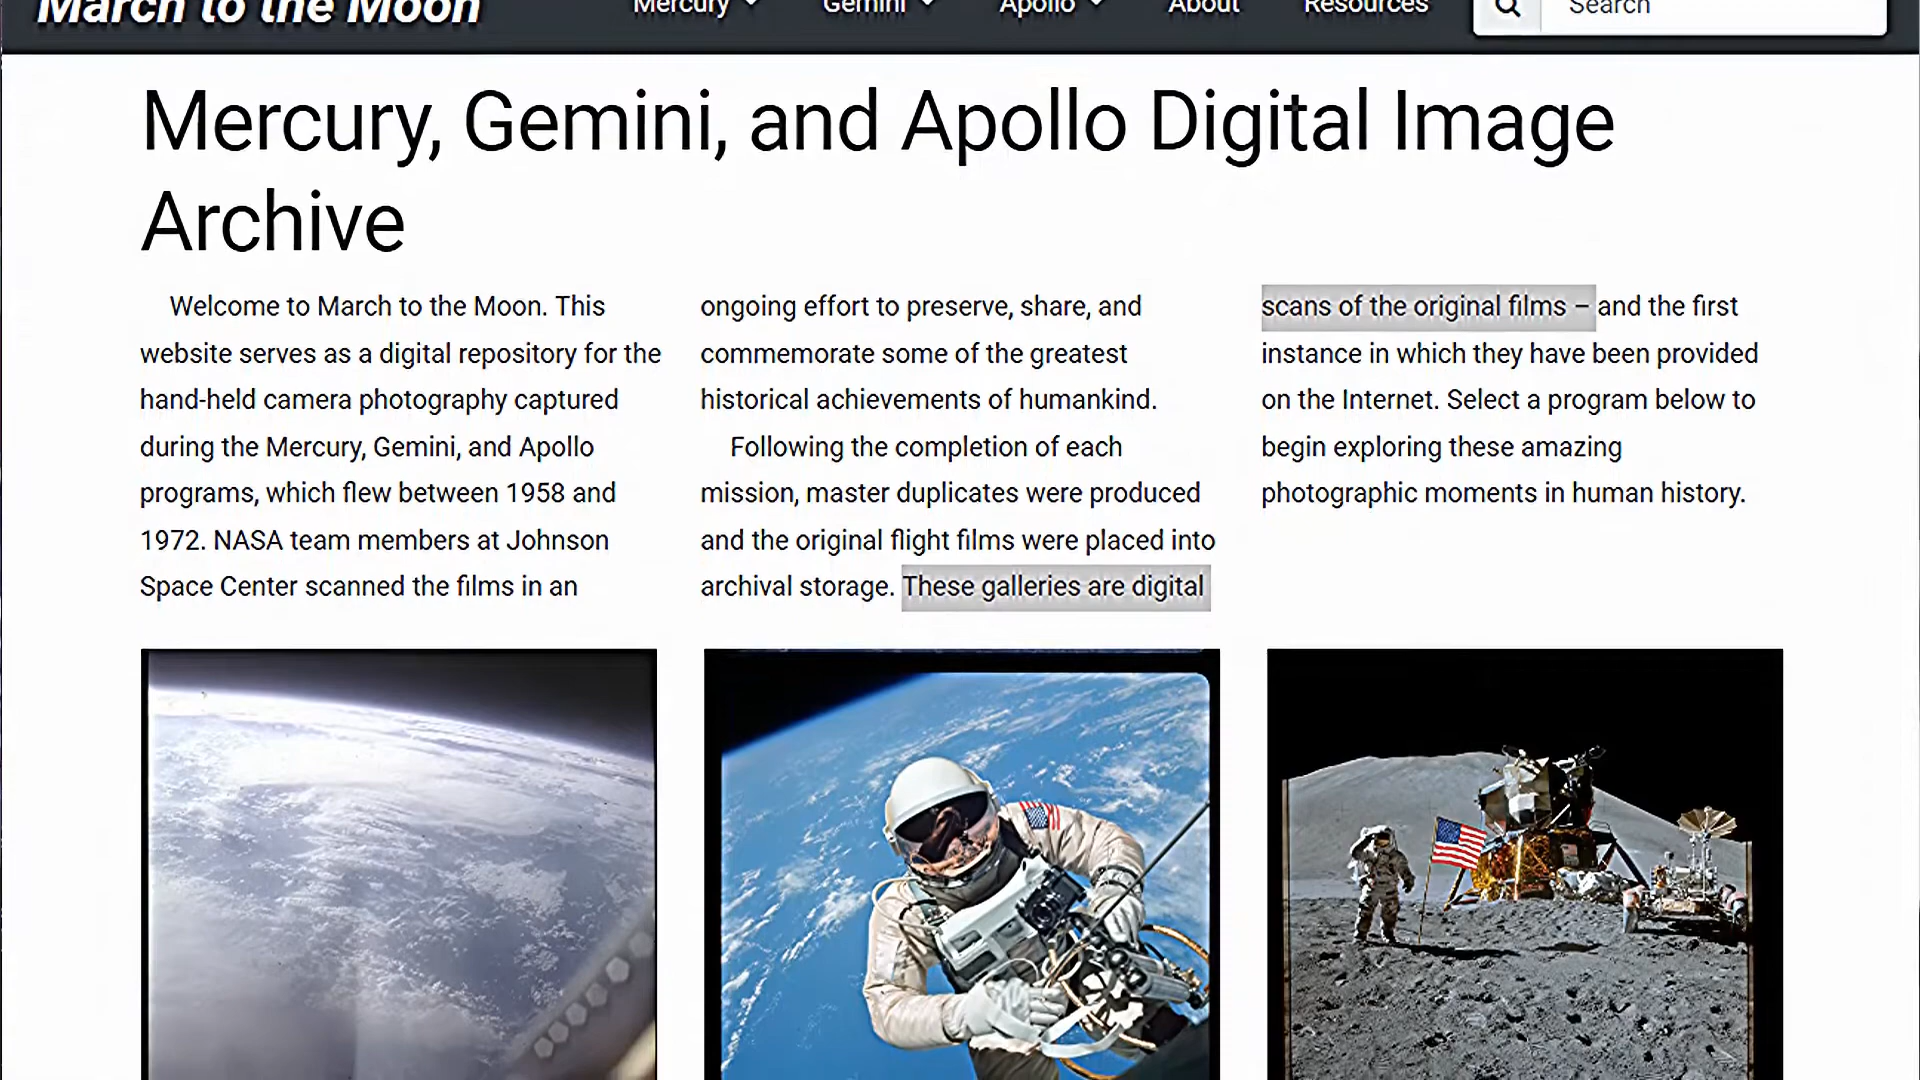 March to the Moon
Mercury
Gemini
Apollo
About
Resources
Search
Mercury, Gemini, and Apollo Digital Image
Archive
Welcome to March to the Moon. This
website serves as a digital repository for the
hand-held camera photography captured
during the Mercury, Gemini, and Apollo
programs, which flew between 1958 and
1972. NASA team members at Johnson
Space Center scanned the films in an
ongoing effort to preserve, share, and
commemorate some of the greatest
historical achievements of humankind.
Following the completion of each
mission, master duplicates were produced
and the original flight films were placed into
archival storage. These galleries are digital
scans of the original films – and the first
instance in which they have been provided
on the Internet. Select a program below to
begin exploring these amazing
photographic moments in human history.